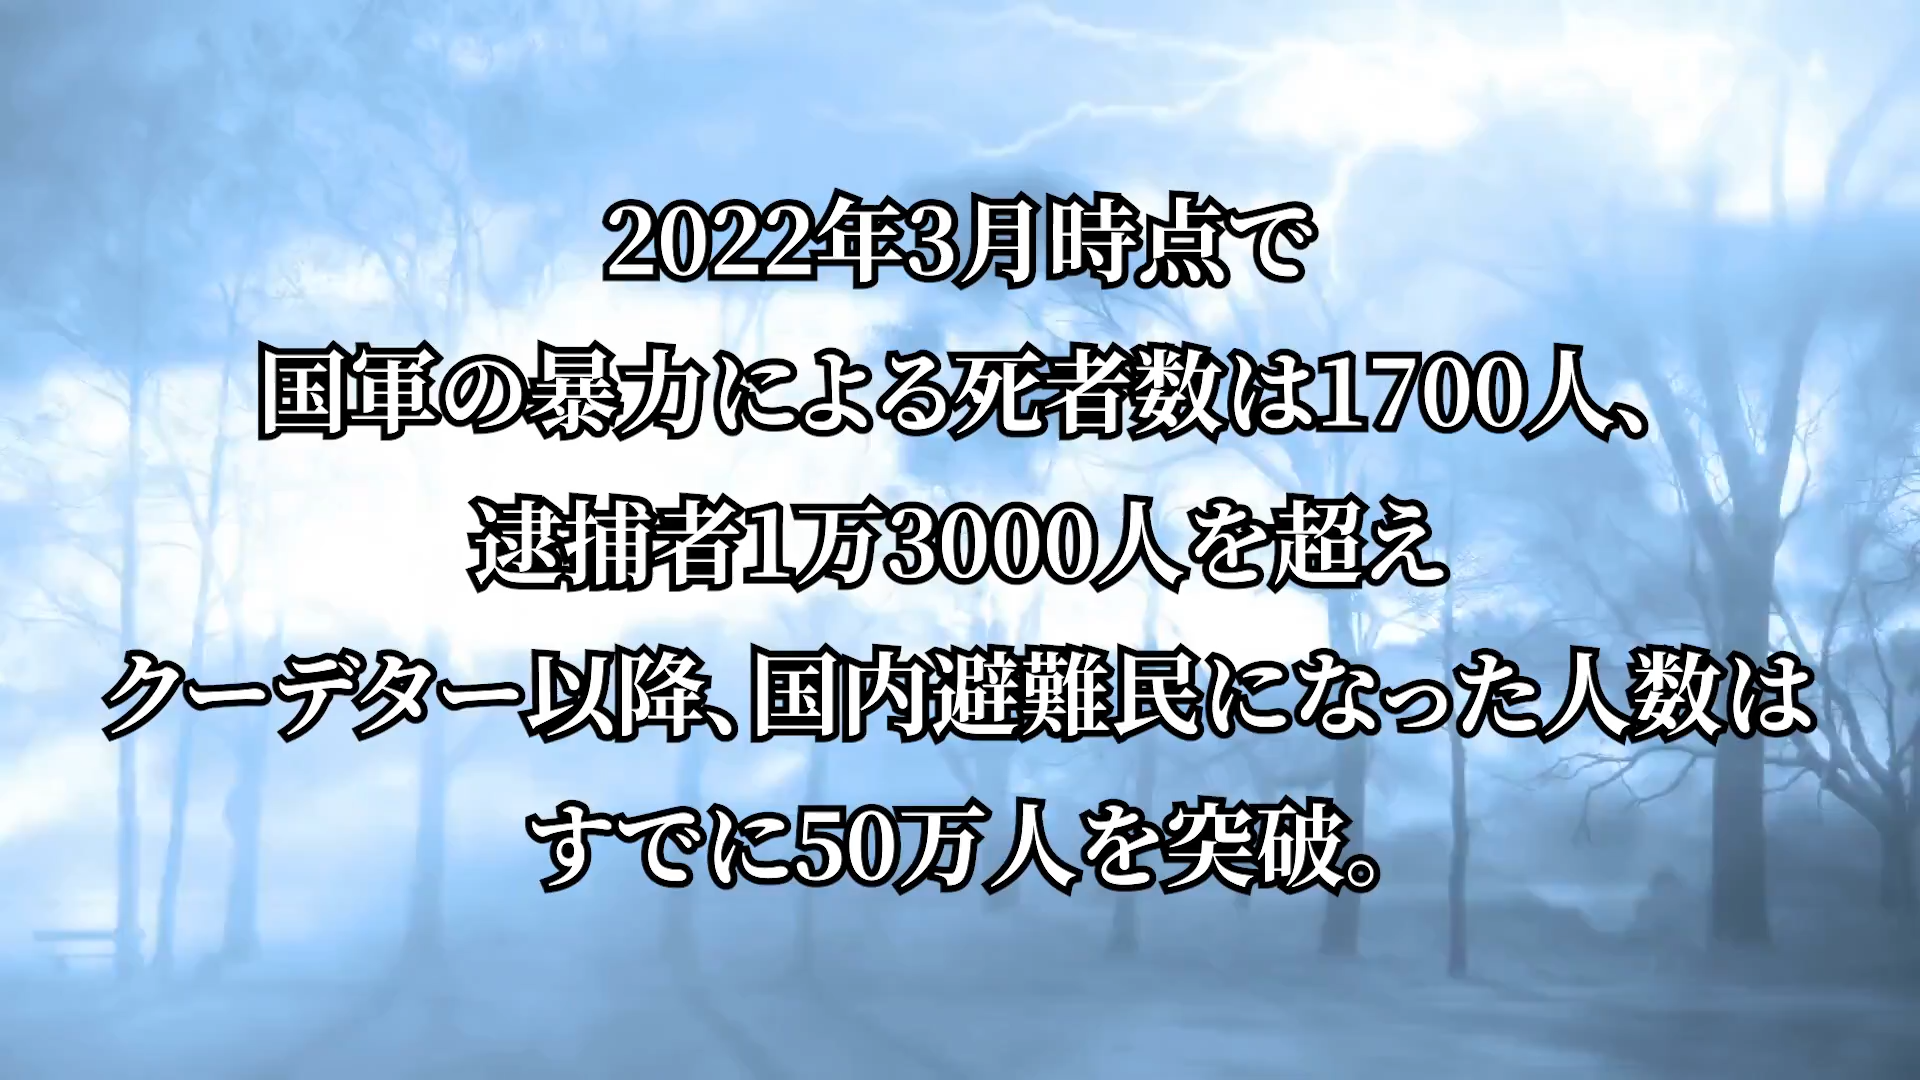 2022年3月時点で
国軍の暴力による死者数は1700人、
逮捕者1万3000人を超え
クーデター以降、国内避難民になった人数は
すでに50万人を突破。